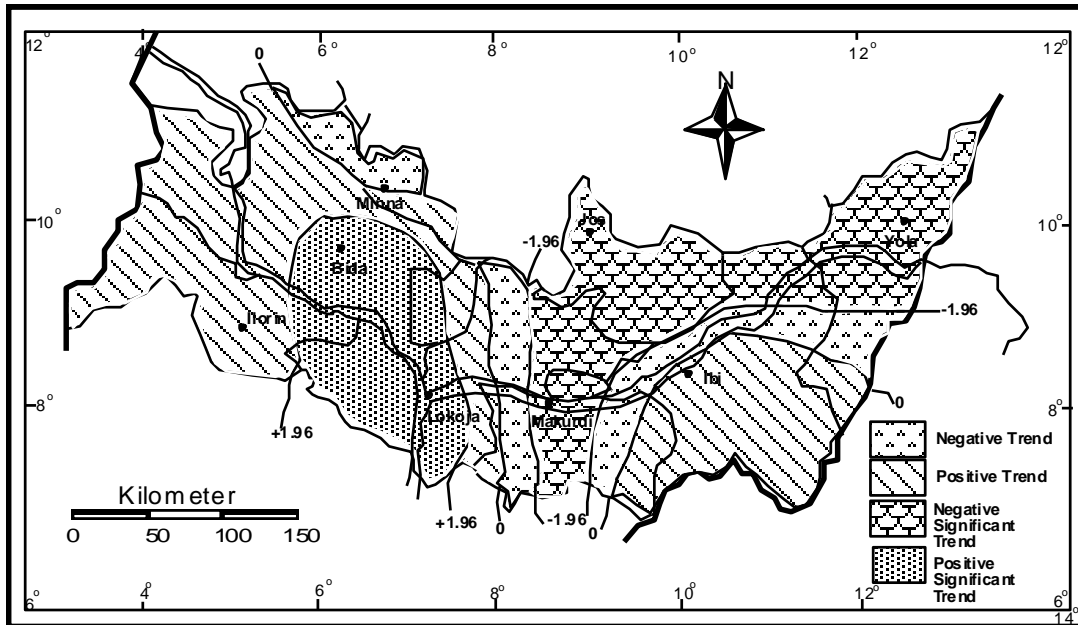 12° 4° 6° 8° 10° 12° 12°
0
N
Minna
Jos
10°
10°
Yola
-1.96
Bida
-1.96
Ilorin
Ibi
8°
8°
Lokoja
Makurdi
0
+1.96
Negative Trend
Positive Trend
Negative
Significant
Trend
Positive
Significant
Trend
Kilometer
0 50 100 150
+1.96
0
-1.96
0
6° 4° 6° 8° 10° 12° 6°
14°